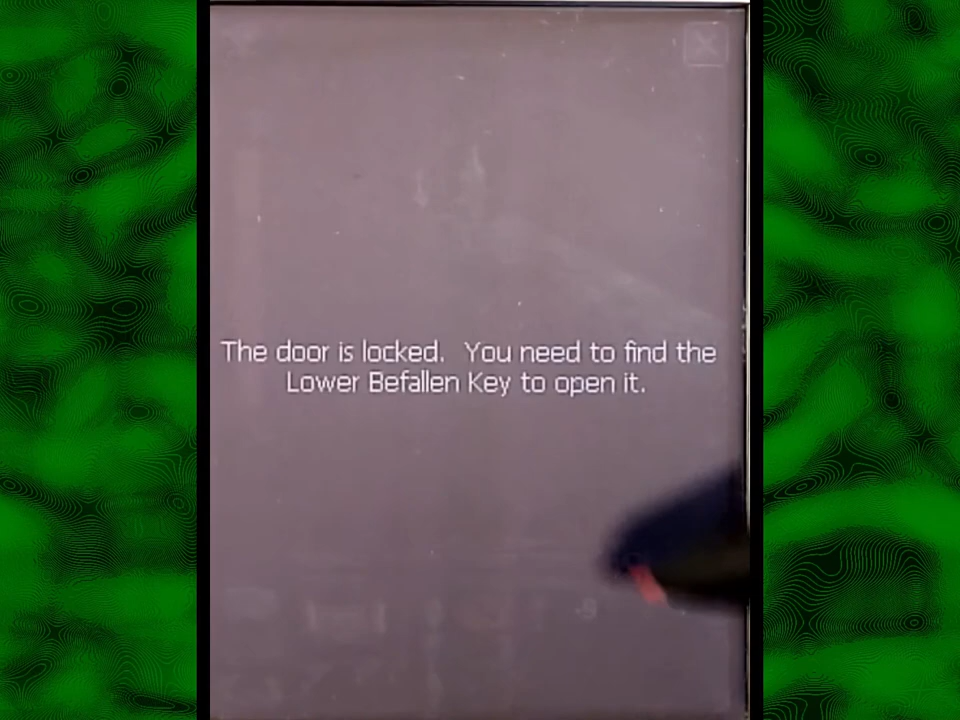 The door is locked.  You need to find the
Lower Befallen Key to open it.